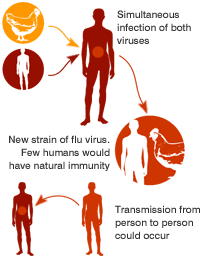 Simultaneous
infection of both
viruses
New strain of flu virus.
Few humans would
have natural immunity
Transmission from
person to person
could occur